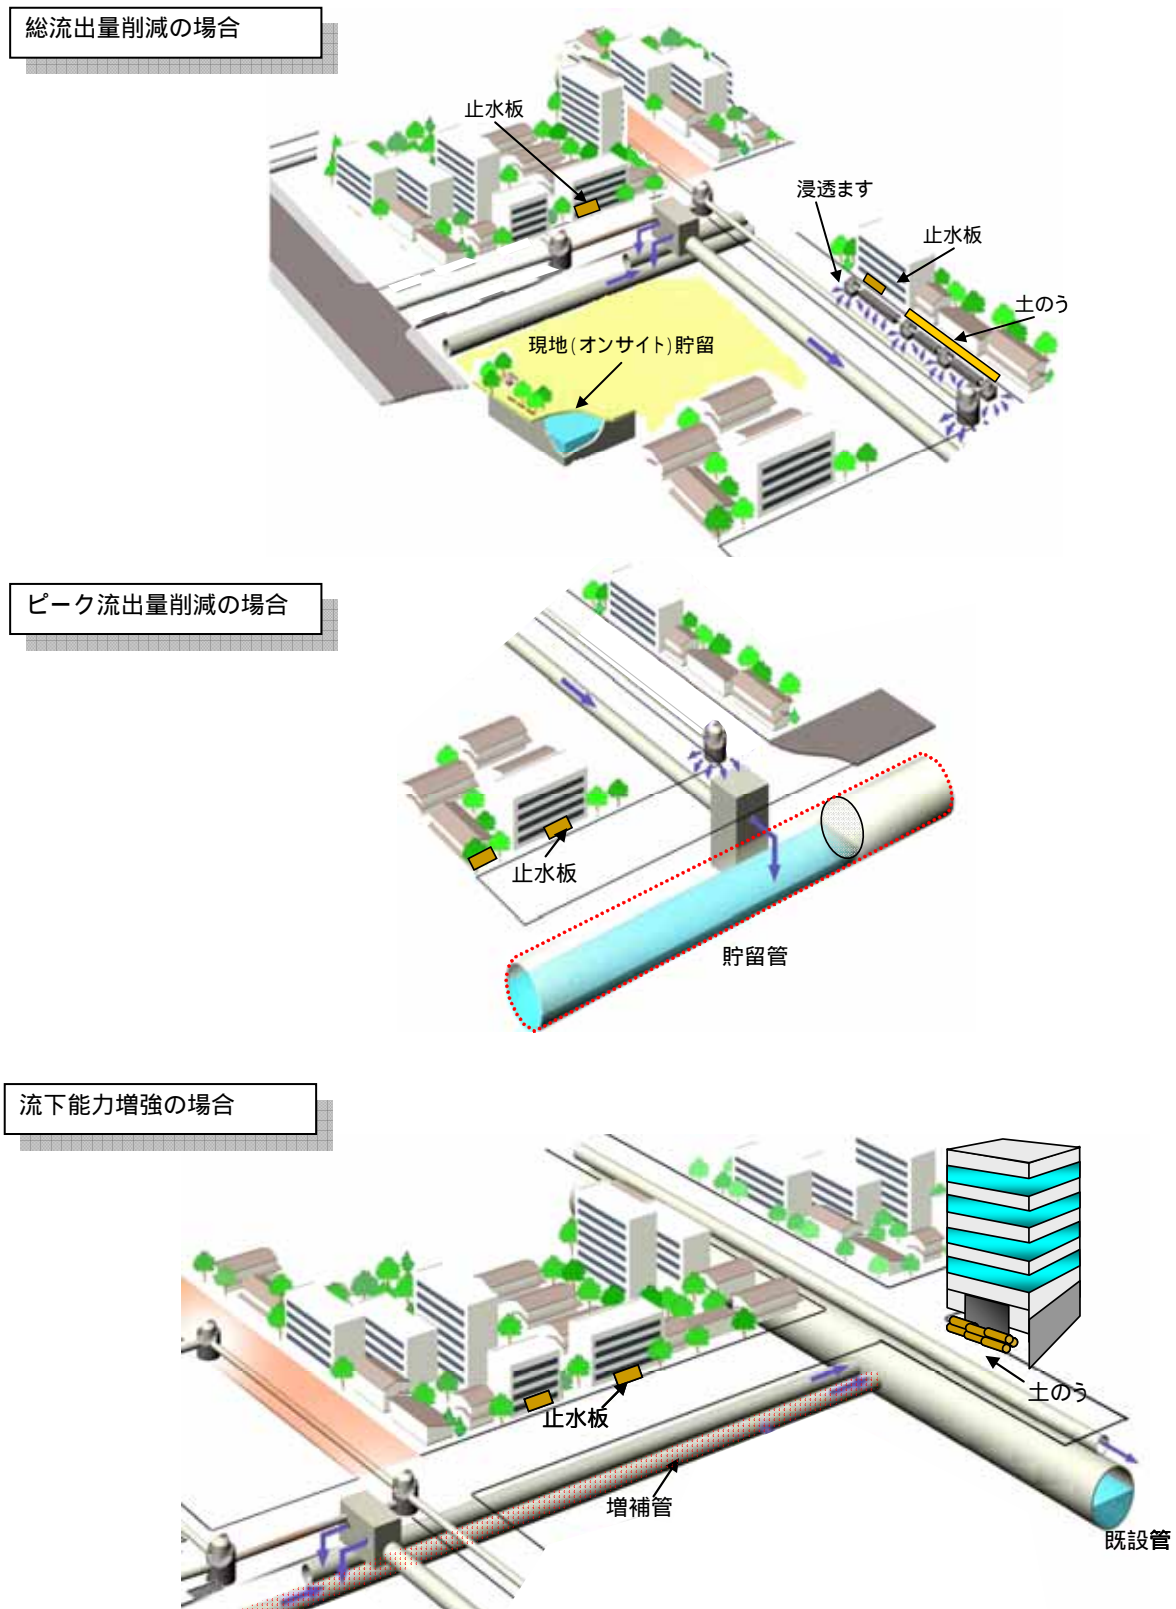 総流出量削減の場合
止水板
浸透ます
止水板
土のう
現地(オンサイト)貯留
ピーク流出量削減の場合
止水板
貯留管
流下能力増強の場合
土のう
止水板
増補管
既設管